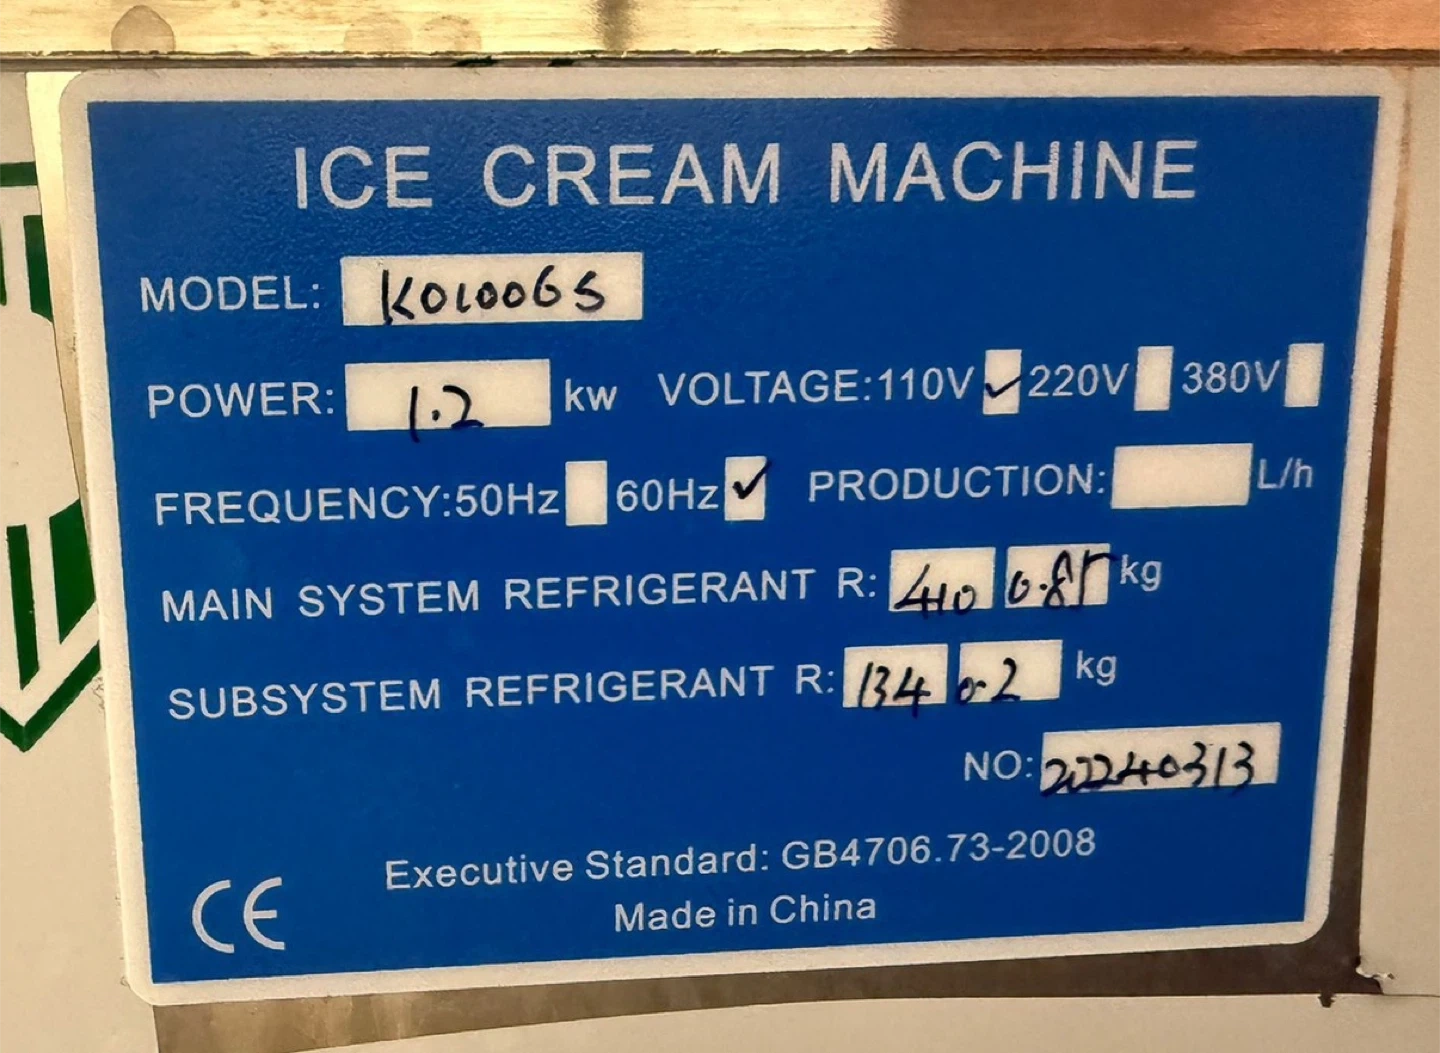 ICE CREAM MACHINE
MODEL: KO100GS
POWER: 1.2 kw VOLTAGE:110V ✓ 220V 380V
FREQUENCY:50Hz 60Hz ✓ PRODUCTION: L/h
MAIN SYSTEM REFRIGERANT R: 410 0.85 kg
SUBSYSTEM REFRIGERANT R: 134 0.2 kg
NO: 20240313
Executive Standard: GB4706.73-2008
CE Made in China